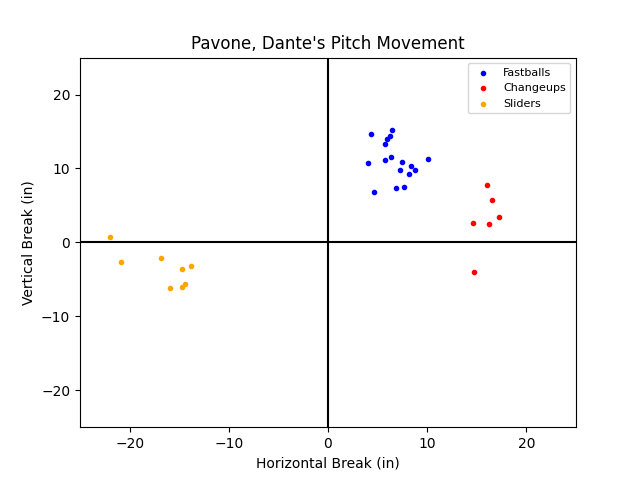 Pavone, Dante's Pitch Movement
Fastballs
Changeups
Sliders
Vertical Break (in)
20
10
0
−10
−20
−20
−10
0
10
20
Horizontal Break (in)